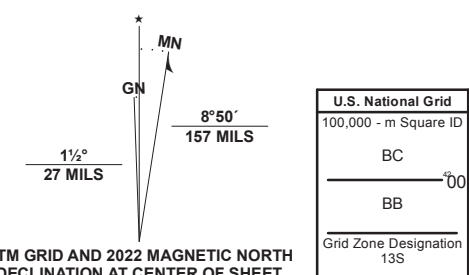 ★
MN
GN
8°50´
157 MILS
1½°
27 MILS
TM GRID AND 2022 MAGNETIC NORTH
DECLINATION AT CENTER OF SHEET
U.S. National Grid
100,000 - m Square ID
BC
⁴²00
BB
Grid Zone Designation
13S